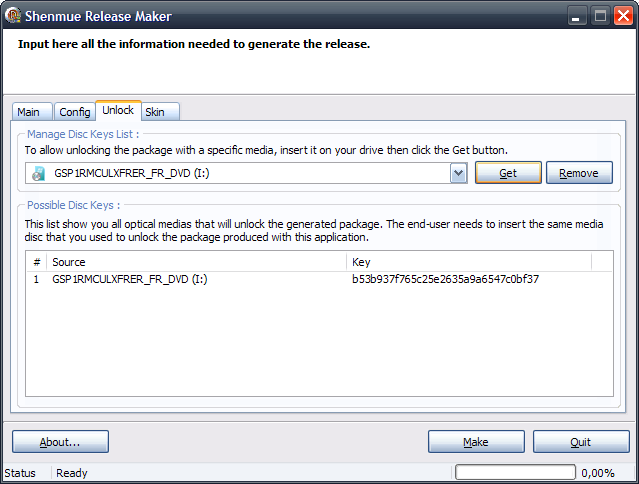 Shenmue Release Maker
Input here all the information needed to generate the release.
Main Config Unlock Skin
Manage Disc Keys List :
To allow unlocking the package with a specific media, insert it on your drive then click the Get button.
GSP1RMCULXFRER_FR_DVD (I:) Get Remove
Possible Disc Keys :
This list show you all optical medias that will unlock the generated package. The end-user needs to insert the same media
disc that you used to unlock the package produced with this application.
# Source Key
1 GSP1RMCULXFRER_FR_DVD (I:) b53b937f765c25e2635a9a6547c0bf37
About... Make Quit
Status Ready 0,00%